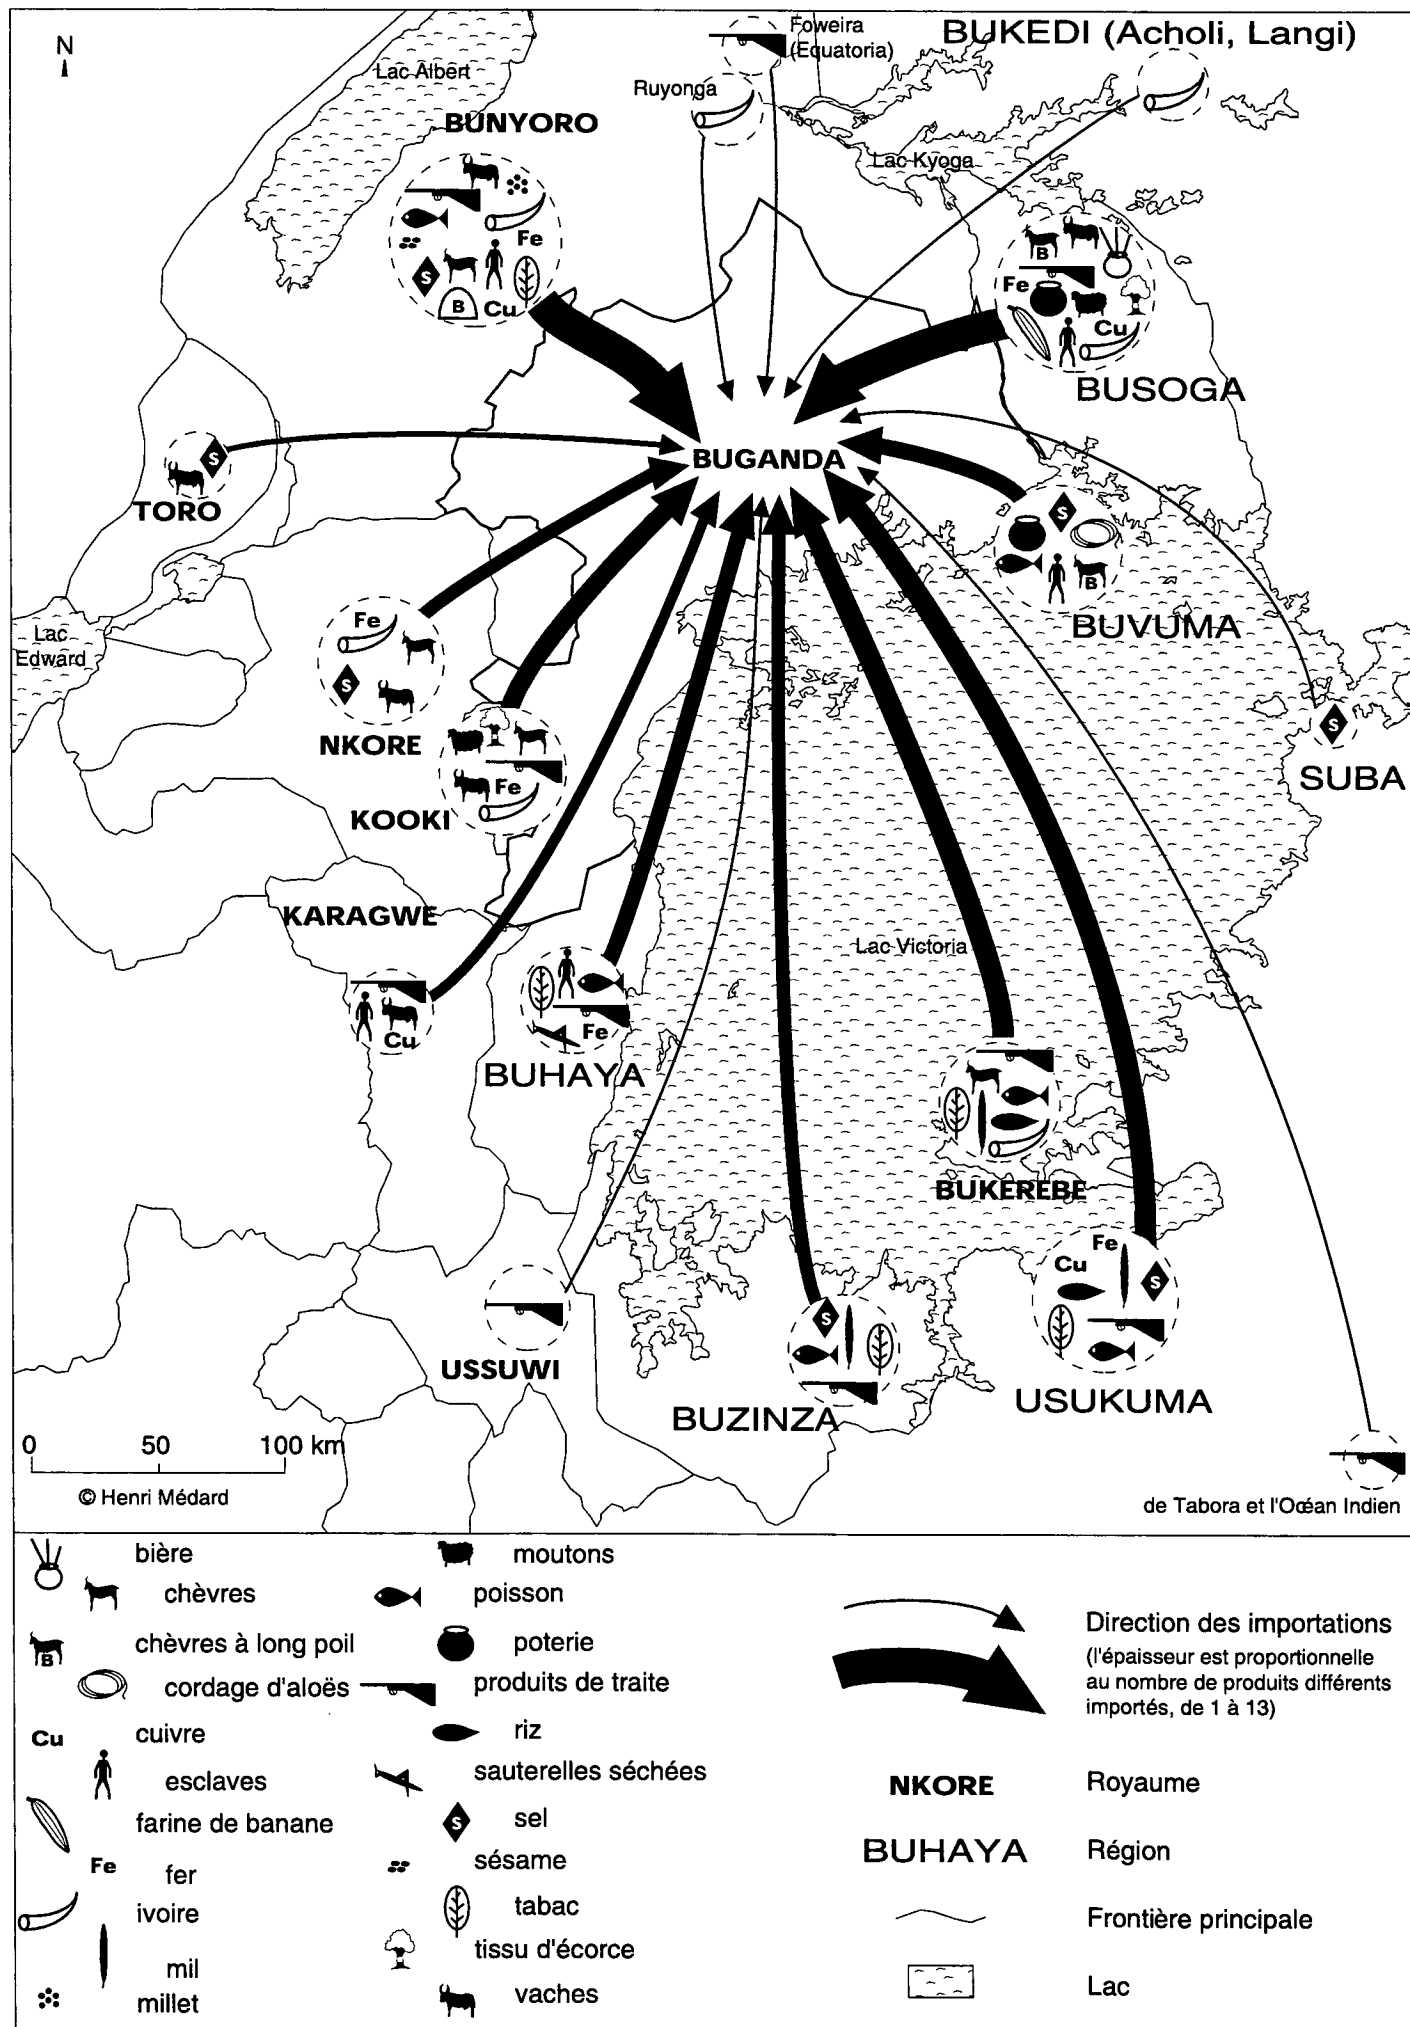 N
Foweira
(Equatoria)
BUKEDI (Acholi, Langi)
Lac Albert
Ruyonga
BUNYORO
Lac Kyoga
Fe
S
B
Cu
B
Fe
Cu
BUSOGA
S
TORO
BUGANDA
S
B
BUVUMA
Lac
Edward
Fe
S
NKORE
S
SUBA
Fe
KOOKI
KARAGWE
Lac Victoria
Cu
Fe
BUHAYA
BUKEREBE
Fe
Cu
S
USSUWI
S
BUZINZA
USUKUMA
0 50 100 km
© Henri Médard
de Tabora et l'Océan Indien
bière
chèvres
B chèvres à long poil
cordage d'aloës
Cu cuivre
esclaves
farine de banane
Fe fer
ivoire
mil
millet
moutons
poisson
poterie
produits de traite
riz
sauterelles séchées
S sel
sésame
tabac
tissu d'écorce
vaches
Direction des importations
(l'épaisseur est proportionnelle
au nombre de produits différents
importés, de 1 à 13)
NKORE Royaume
BUHAYA Région
Frontière principale
Lac